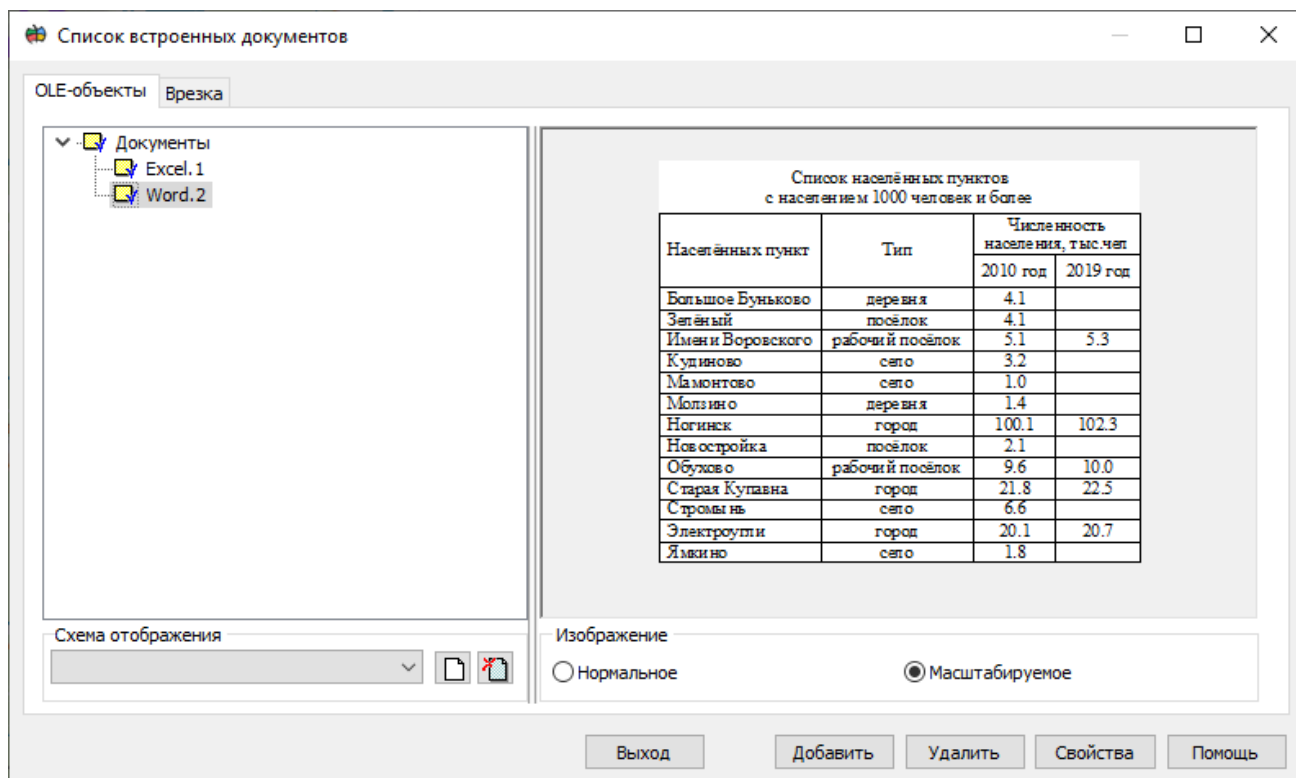 Список встроенных документов
OLE-объекты Врезка
Документы
Excel.1
Word.2
Список населённых пунктов
с населением 1000 человек и более
Населённых пункт Тип Численность населения, тыс.чел
2010 год 2019 год
Большое Буньково деревня 4.1
Зелёный посёлок 4.1
Имени Воровского рабочий посёлок 5.1 5.3
Кудиново село 3.2
Мамонтово село 1.0
Молзино деревня 1.4
Ногинск город 100.1 102.3
Новостройка посёлок 2.1
Обухово рабочий посёлок 9.6 10.0
Старая Купавна город 21.8 22.5
Стромынь село 6.6
Электроугли город 20.1 20.7
Ямкино село 1.8
Схема отображения
Изображение
Нормальное Масштабируемое
Выход Добавить Удалить Свойства Помощь